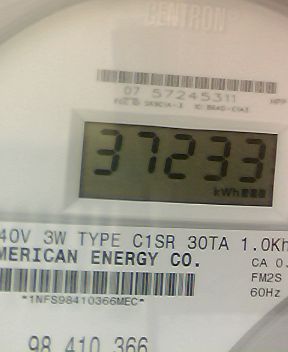 CENTRON®
07 57245311
37233
kWh
40V 3W TYPE C1SR 30TA 1.0Kh
MERICAN ENERGY CO.
CA 0.
FM2S
60Hz
*1NFS98410366MEC*
98 410 366